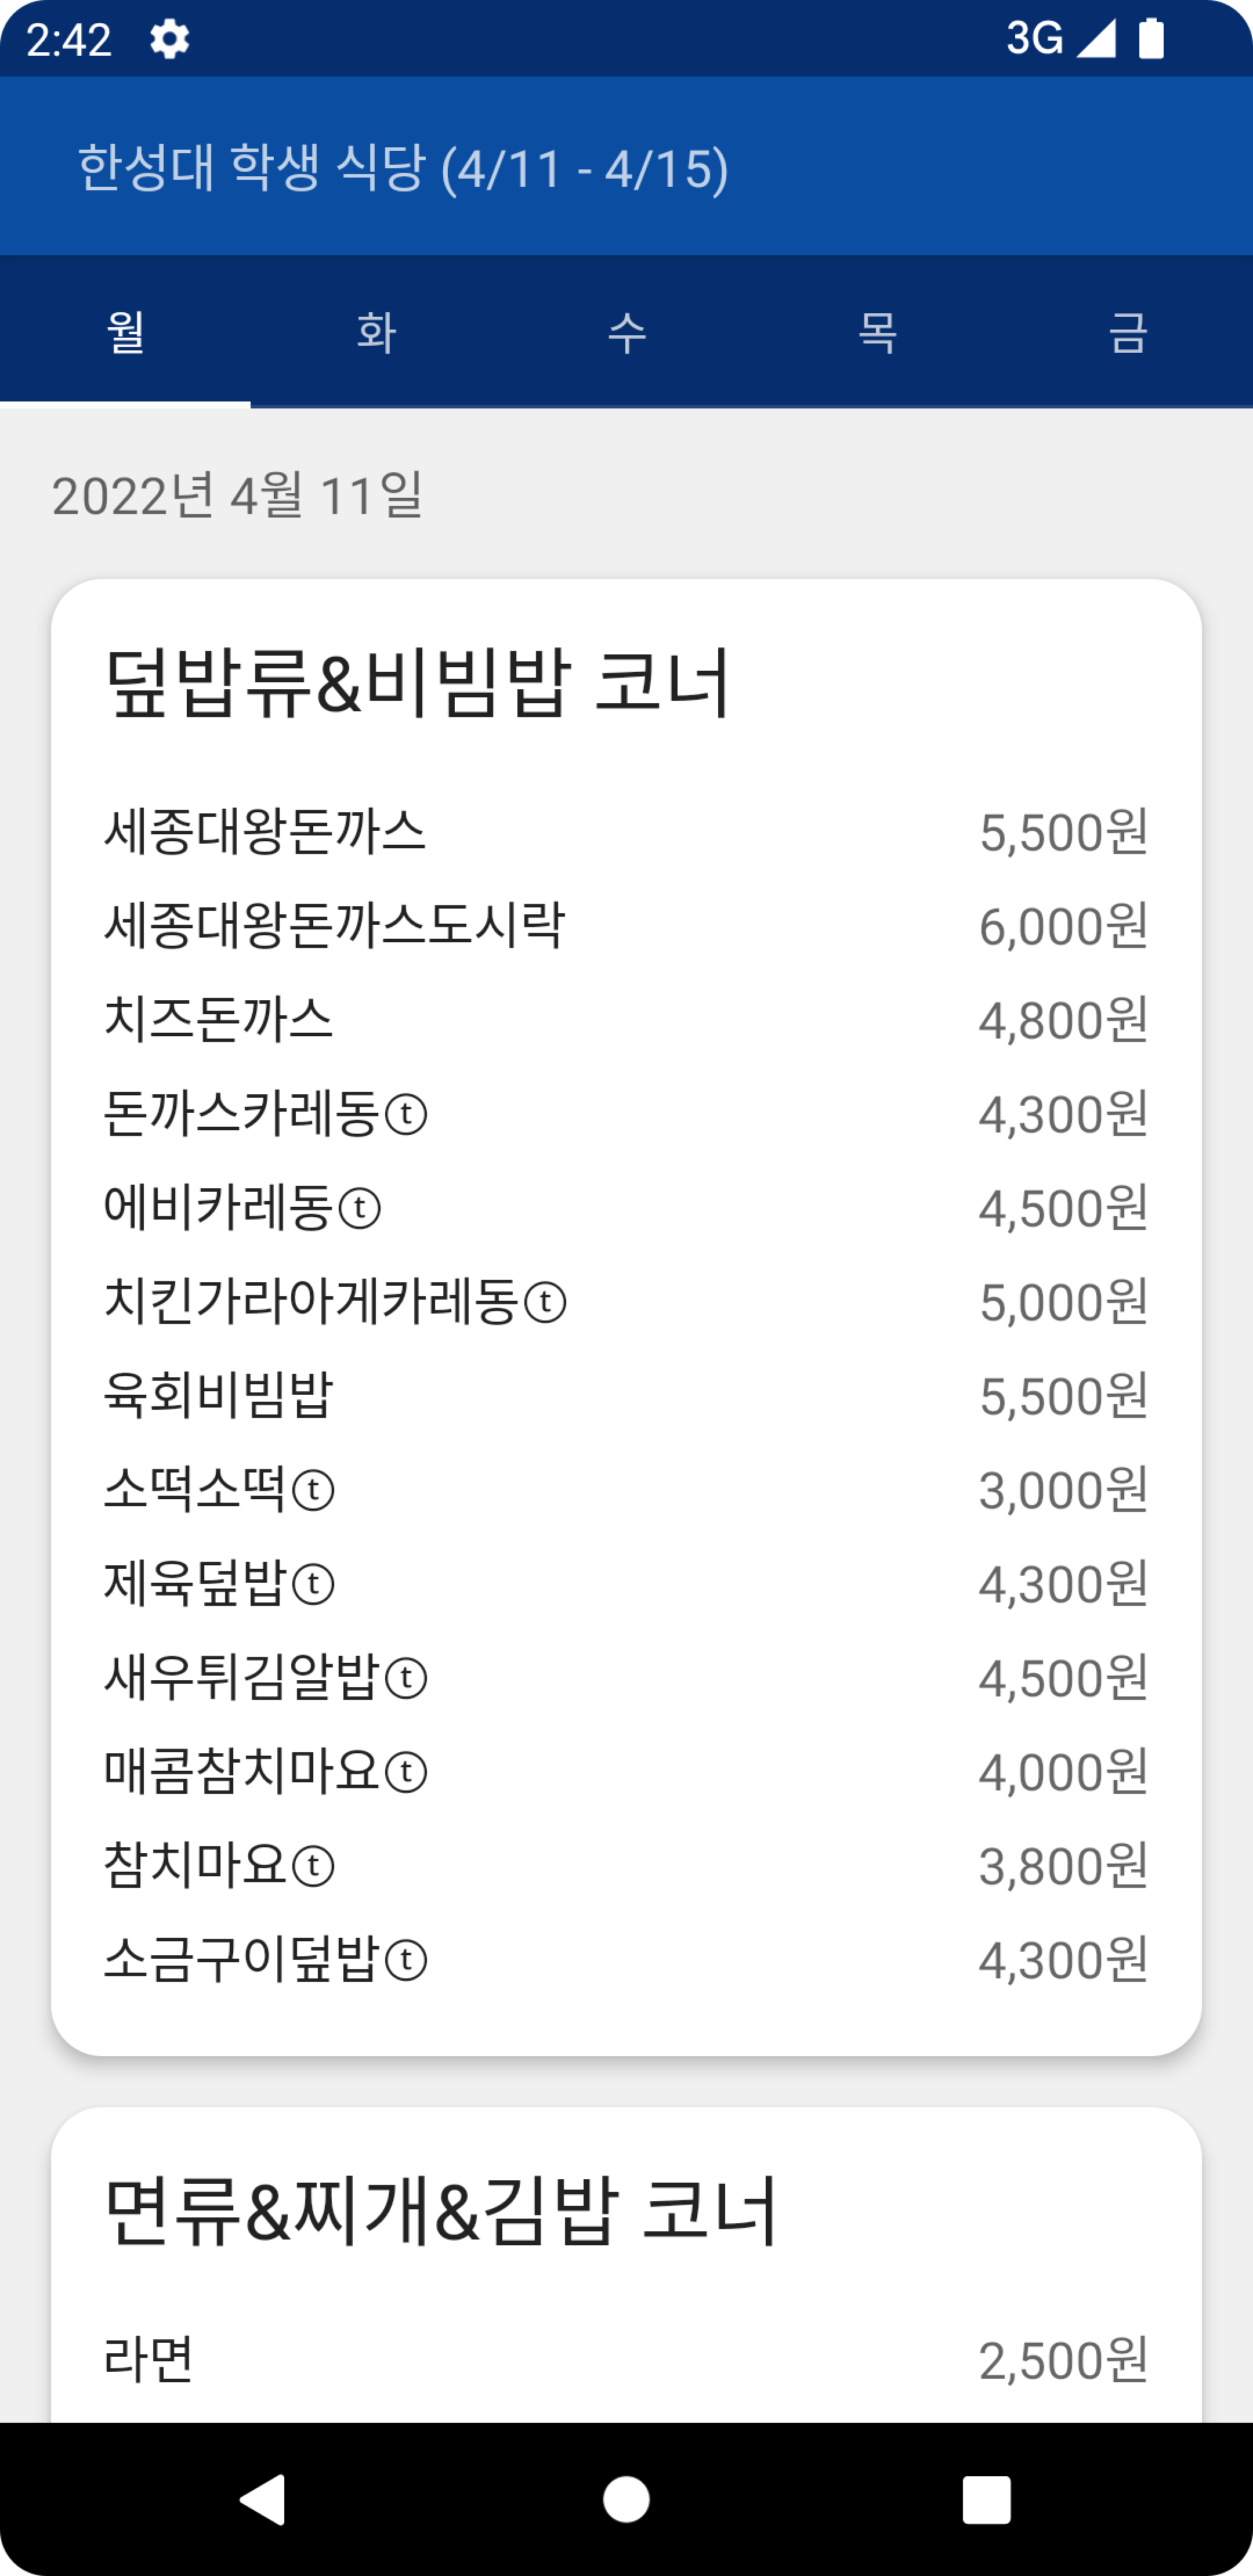 2:42 3G
한성대 학생 식당 (4/11 - 4/15)
월 화 수 목 금
2022년 4월 11일
덮밥류&비빔밥 코너
세종대왕돈까스 5,500원
세종대왕돈까스도시락 6,000원
치즈돈까스 4,800원
돈까스카레동ⓣ 4,300원
에비카레동ⓣ 4,500원
치킨가라아게카레동ⓣ 5,000원
육회비빔밥 5,500원
소떡소떡ⓣ 3,000원
제육덮밥ⓣ 4,300원
새우튀김알밥ⓣ 4,500원
매콤참치마요ⓣ 4,000원
참치마요ⓣ 3,800원
소금구이덮밥ⓣ 4,300원
면류&찌개&김밥 코너
라면 2,500원